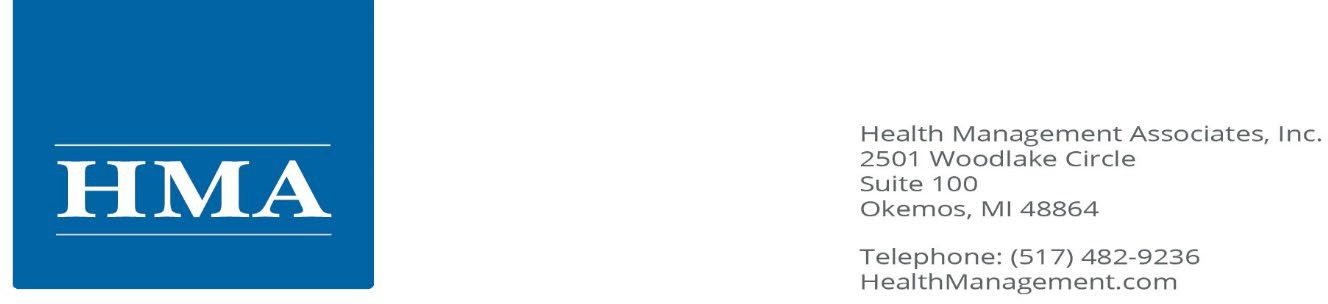 HMA
Health Management Associates, Inc.
2501 Woodlake Circle
Suite 100
Okemos, MI 48864
Telephone: (517) 482-9236
HealthManagement.com